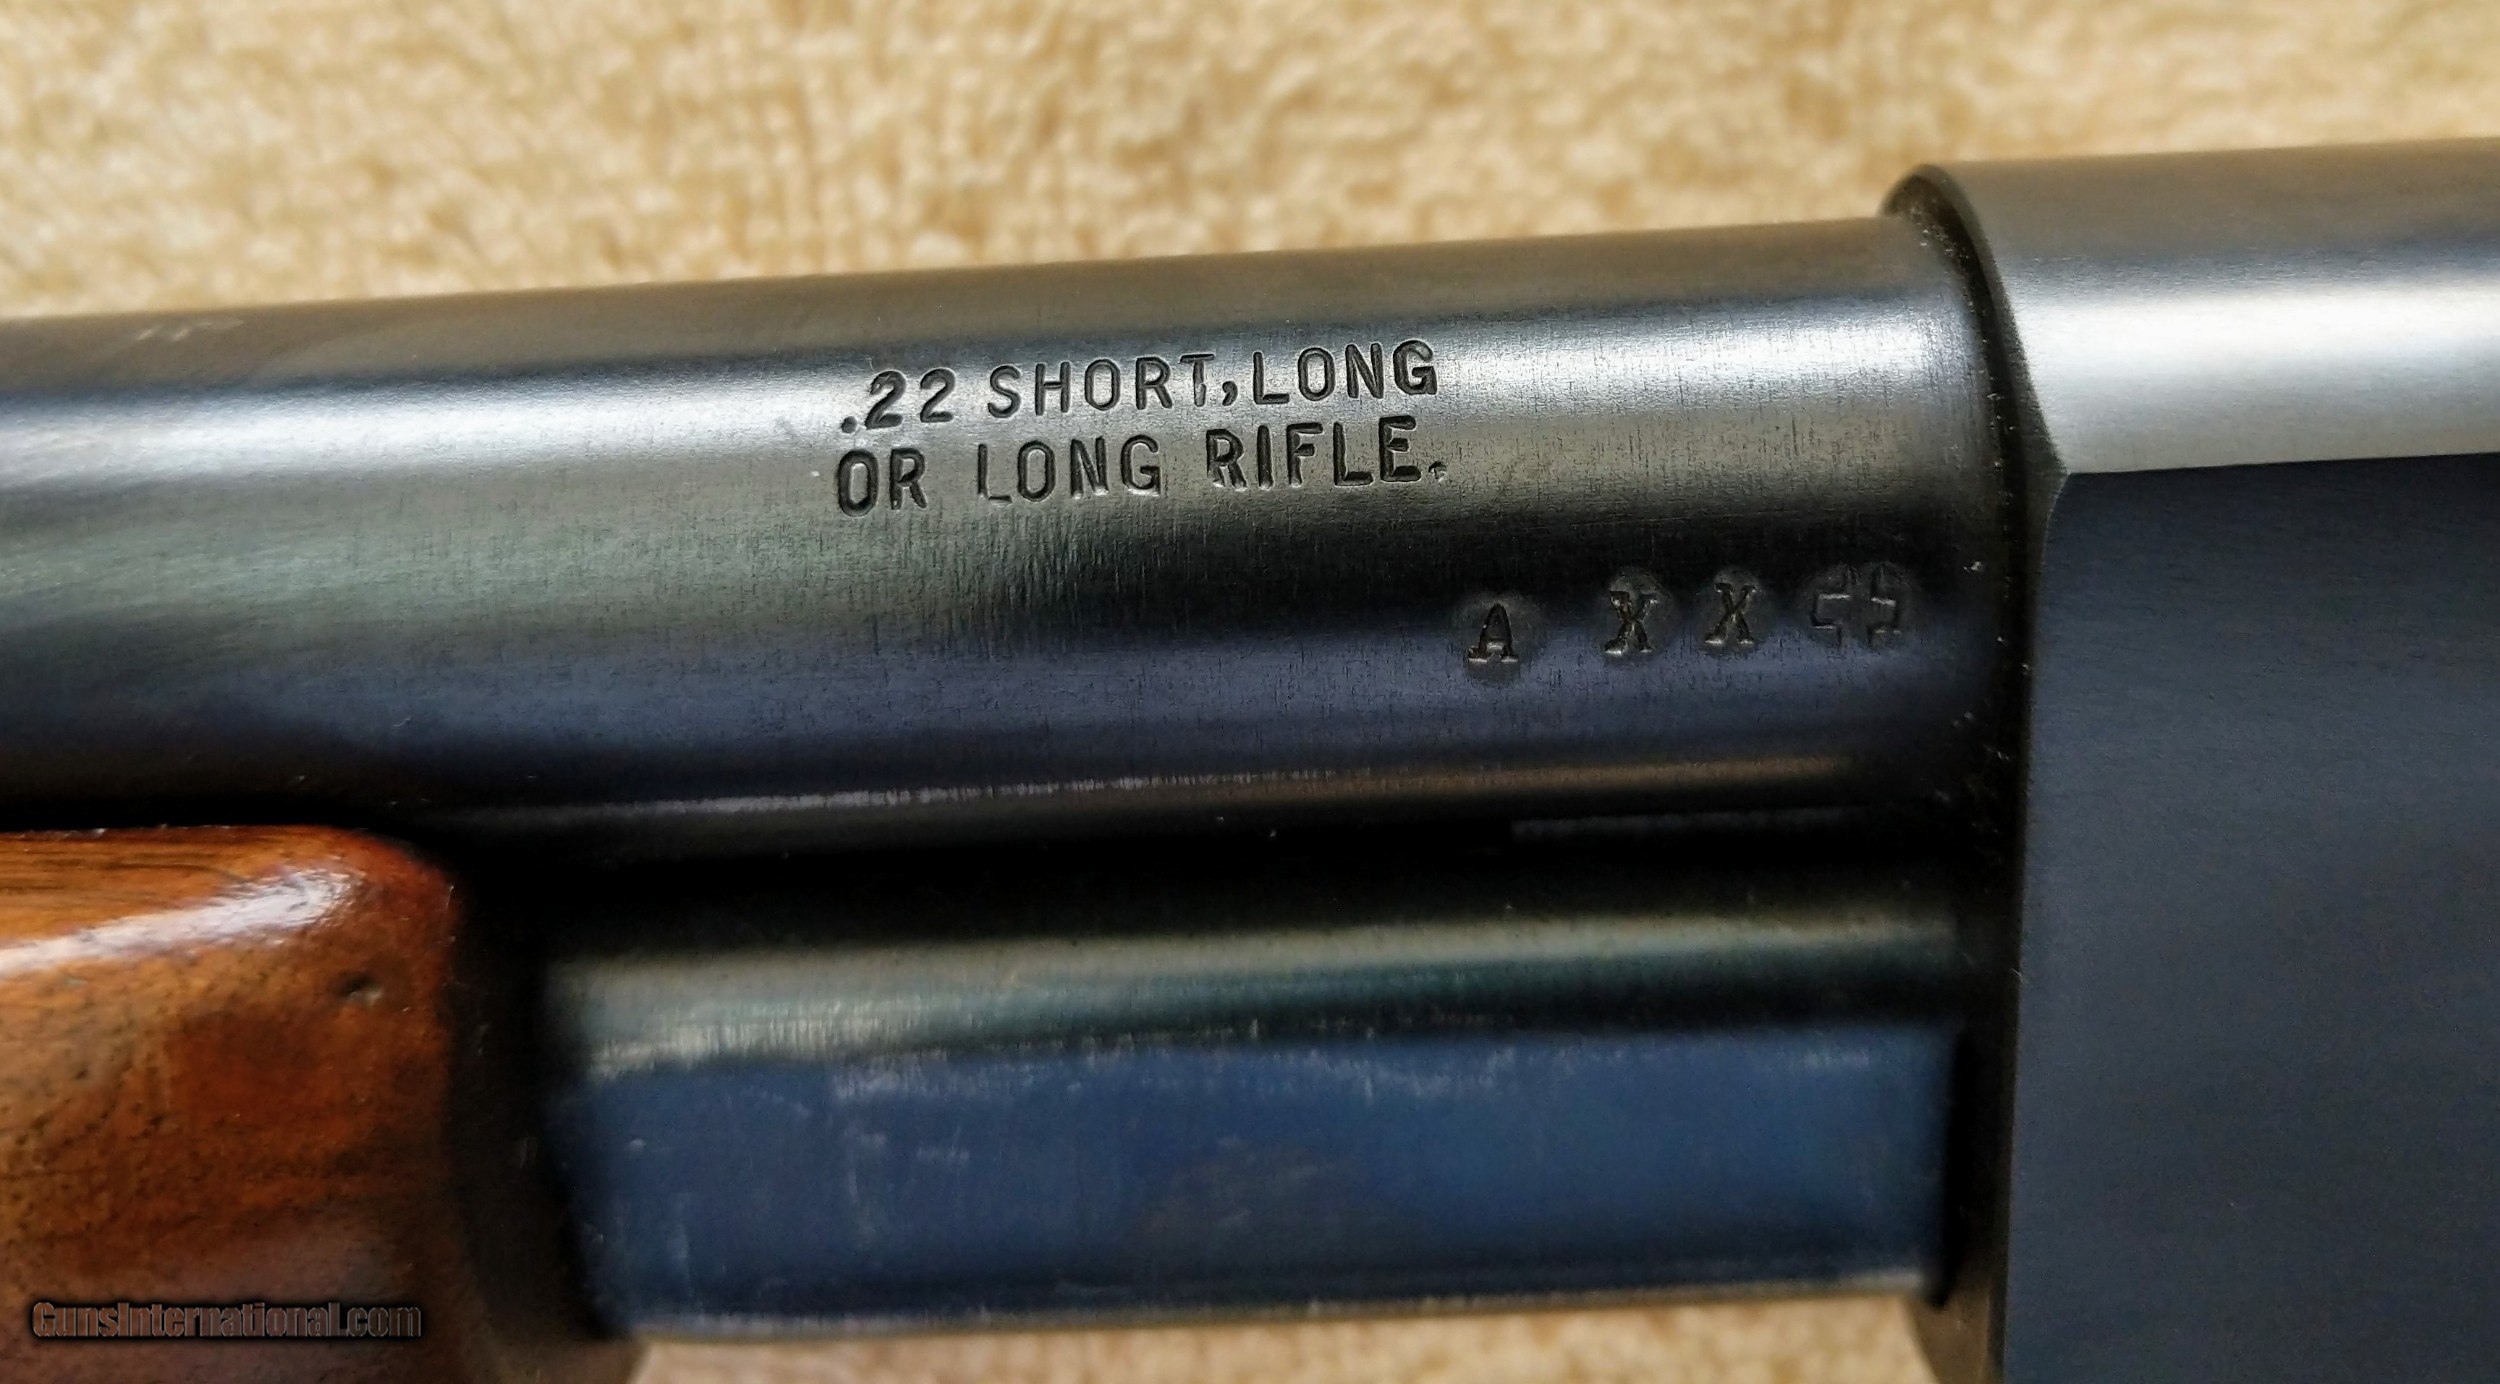 .22 SHORT, LONG
OR LONG RIFLE.
A X X
GunsInternational.com